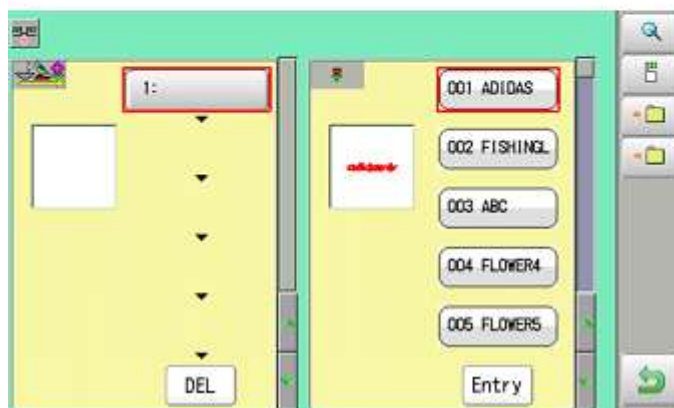 1:
DEL
001 ADIDAS
002 FISHINGL
003 ABC
004 FLOWER4
005 FLOWER5
Entry